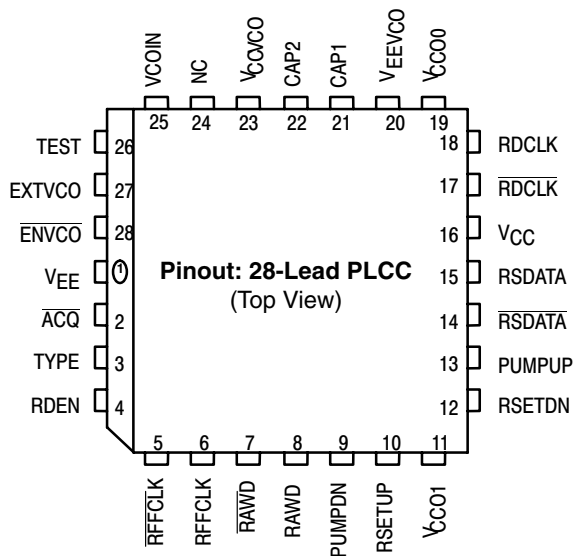 VCOIN
NC
VCCVCO
CAP2
CAP1
VEEVCO
VCCO0
25
24
23
22
21
20
19
TEST 26
EXTVCO 27
ENVCO 28
VEE 1
ACQ 2
TYPE 3
RDEN 4
Pinout: 28-Lead PLCC
(Top View)
18 RDCLK
17 RDCLK
16 VCC
15 RSDATA
14 RSDATA
13 PUMPUP
12 RSETDN
5
6
7
8
9
10
11
RFFCLK
RFFCLK
RAWD
RAWD
PUMPDN
RSETUP
VCCO1